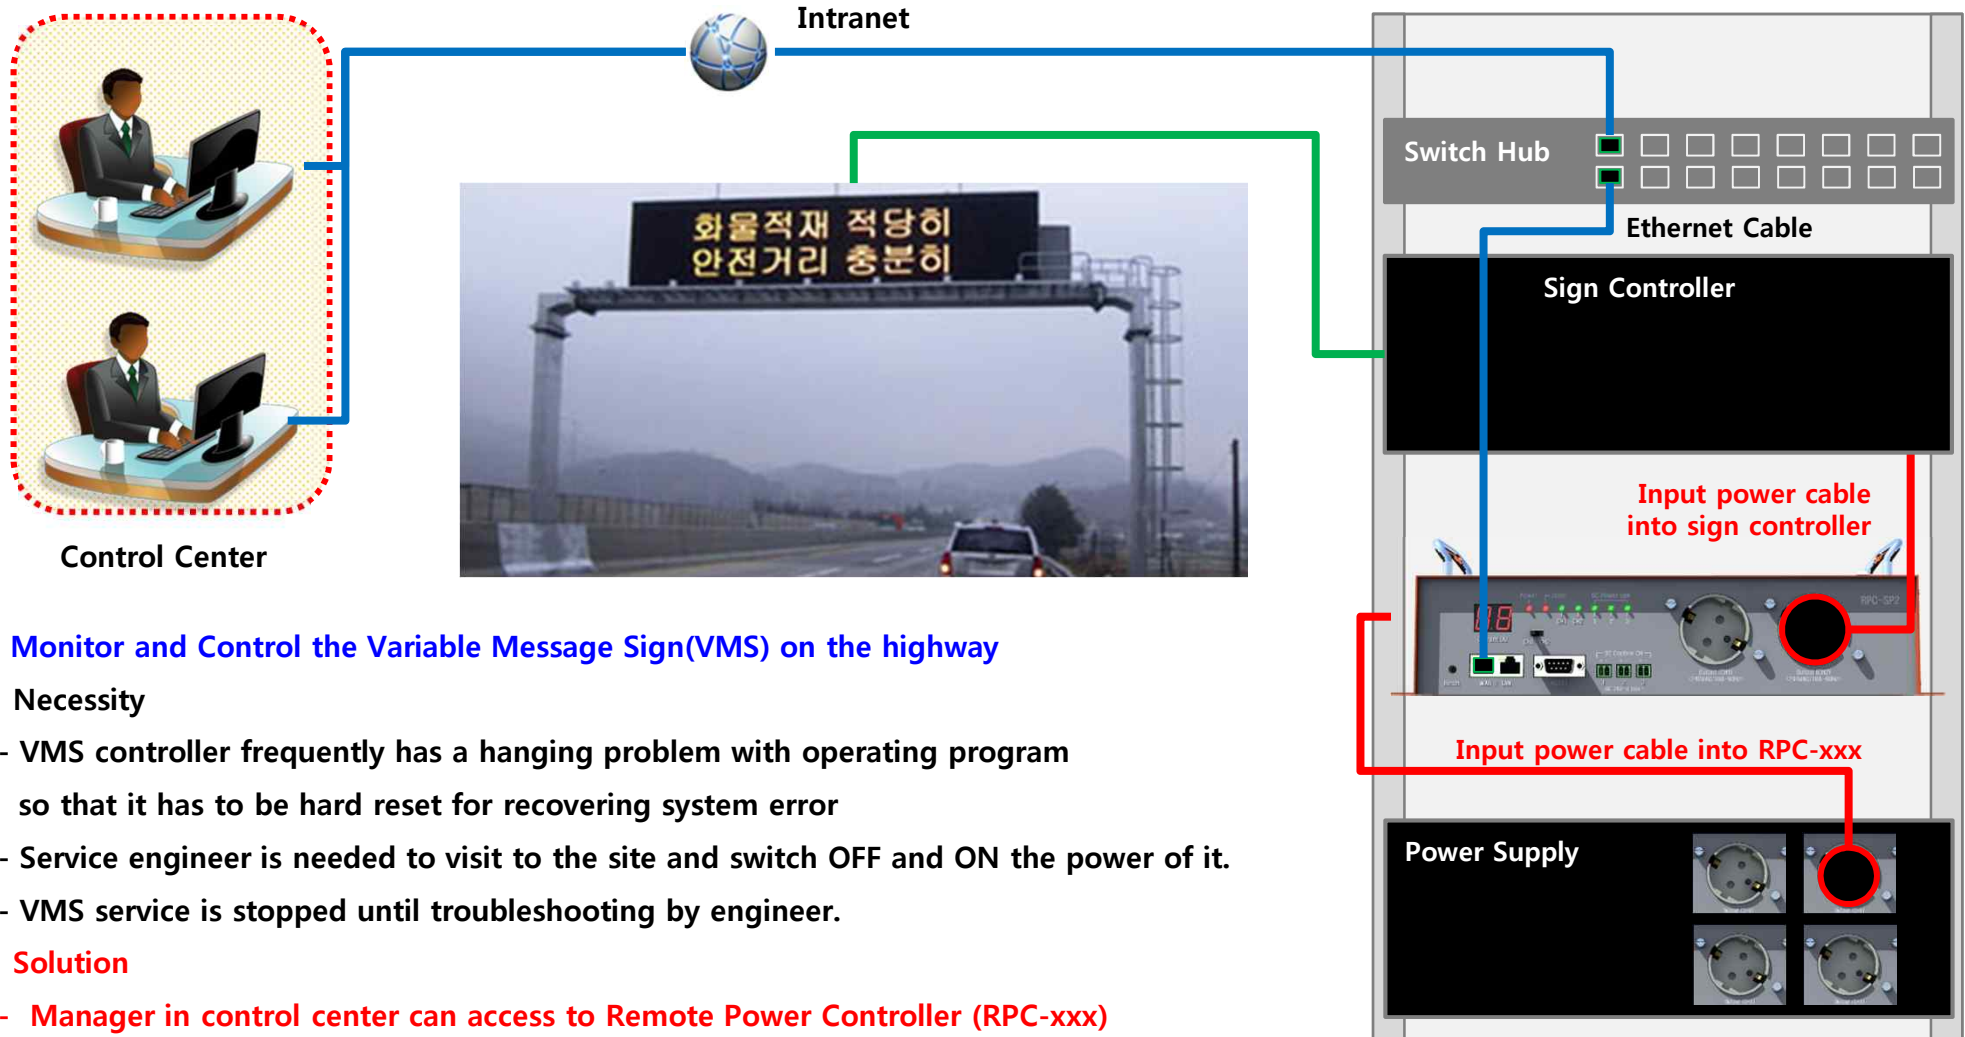 Intranet
Switch Hub
Ethernet Cable
화물적재 적당히
안전거리 충분히
Sign Controller
Input power cable
into sign controller
Control Center
RPC-SP2
Input power cable into RPC-xxx
Power Supply
Monitor and Control the Variable Message Sign(VMS) on the highway
Necessity
- VMS controller frequently has a hanging problem with operating program
so that it has to be hard reset for recovering system error
- Service engineer is needed to visit to the site and switch OFF and ON the power of it.
- VMS service is stopped until troubleshooting by engineer.
Solution
- Manager in control center can access to Remote Power Controller (RPC-xxx)